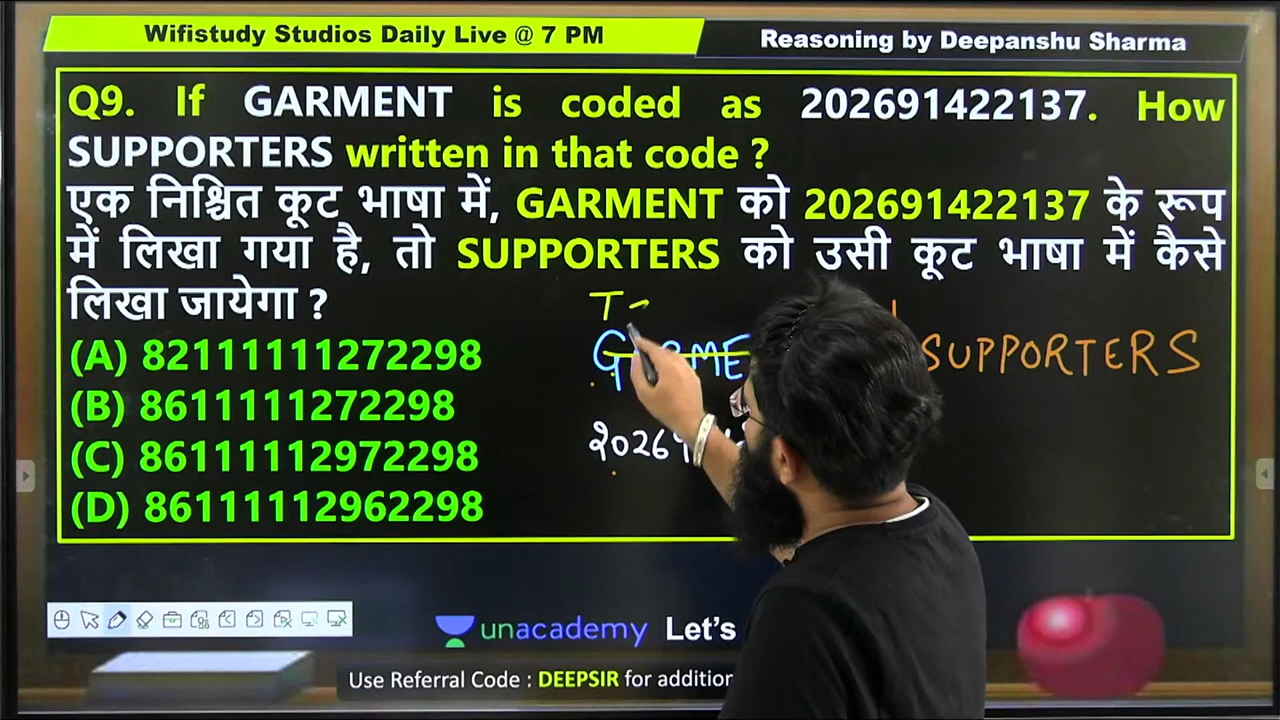 Wifistudy Studios Daily Live @ 7 PM
Reasoning by Deepanshu Sharma
Q9. If GARMENT is coded as 202691422137. How
SUPPORTERS written in that code ?
एक निश्चित कूट भाषा में, GARMENT को 202691422137 के रूप
में लिखा गया है, तो SUPPORTERS को उसी कूट भाषा में कैसे
लिखा जायेगा ?
(A) 82111111272298
(B) 8611111272298
(C) 86111112972298
(D) 86111112962298
T
SUPPORTERS
2026
unacademy Let's
Use Referral Code : DEEPSIR for